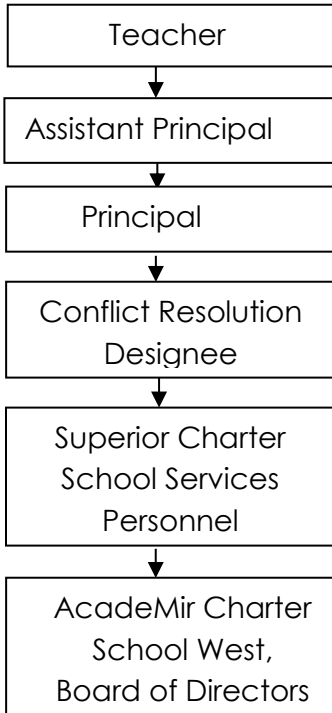 Teacher
Assistant Principal
Principal
Conflict Resolution
Designee
Superior Charter
School Services
Personnel
AcadeMir Charter
School West,
Board of Directors